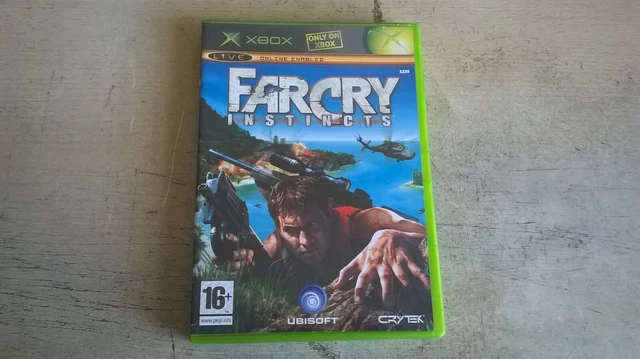 XBOX
ONLY ON
XBOX
LIVE ONLINE ENABLED
FARCRY
INSTINCTS
16+
www.pegi.info
UBISOFT
CRYTEK